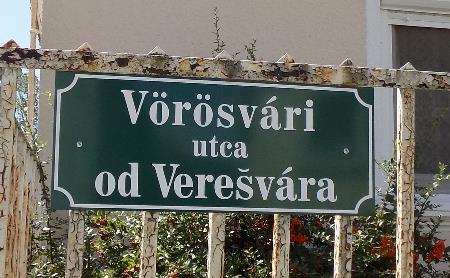 Vörösvári
utca
od Verešvára